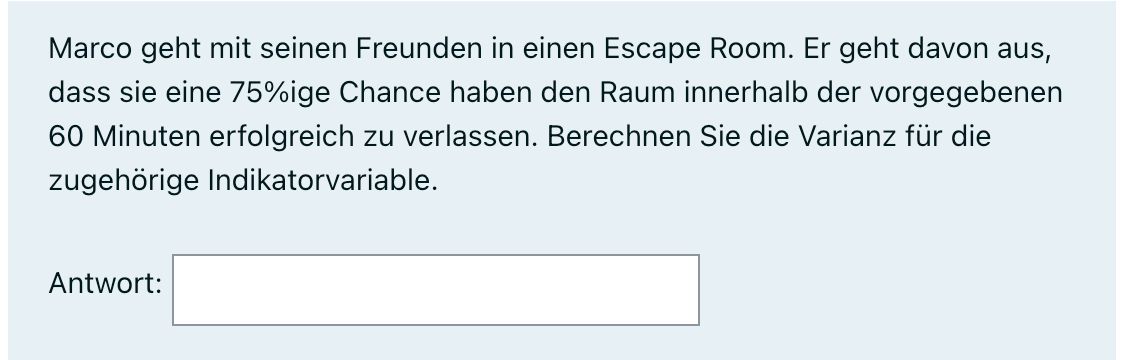 Marco geht mit seinen Freunden in einen Escape Room. Er geht davon aus,
dass sie eine 75%ige Chance haben den Raum innerhalb der vorgegebenen
60 Minuten erfolgreich zu verlassen. Berechnen Sie die Varianz für die
zugehörige Indikatorvariable.
Antwort: